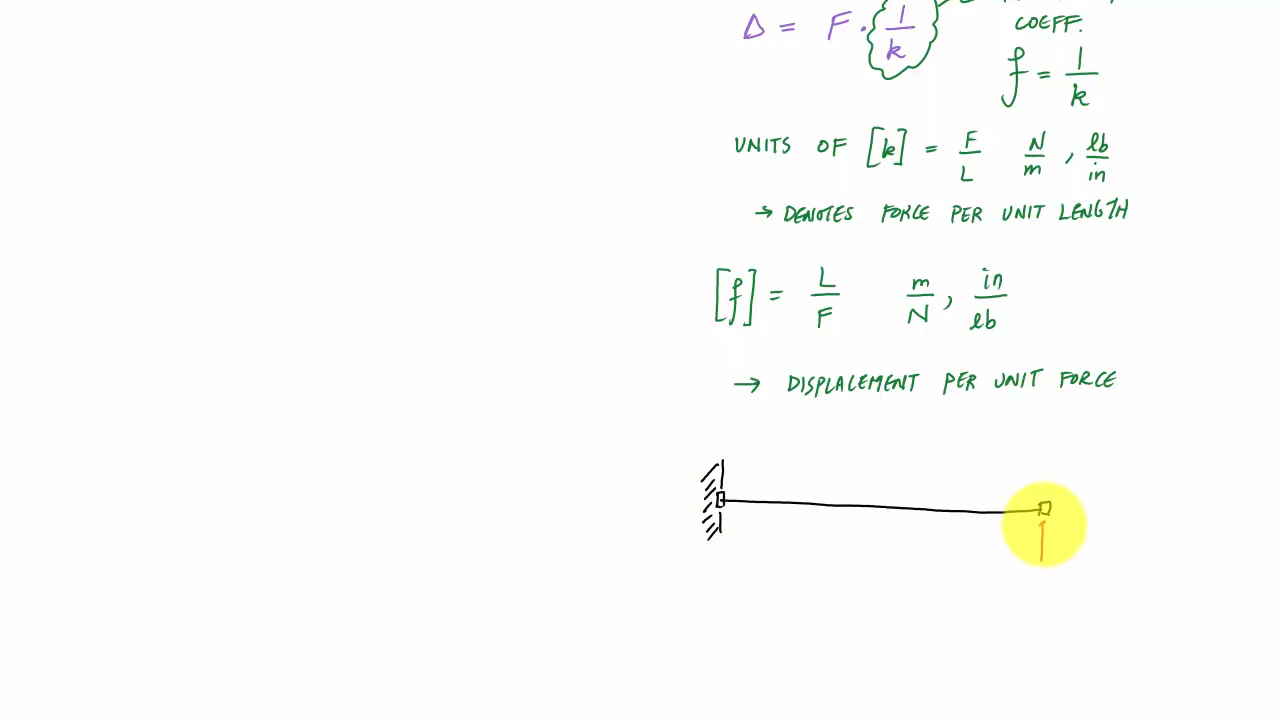 Δ = F · 1/k
COEFF.
f = 1/k
UNITS OF [k] = F/L N/m , lb/in
→ DENOTES FORCE PER UNIT LENGTH
[f] = L/F m/N , in/lb
→ DISPLACEMENT PER UNIT FORCE